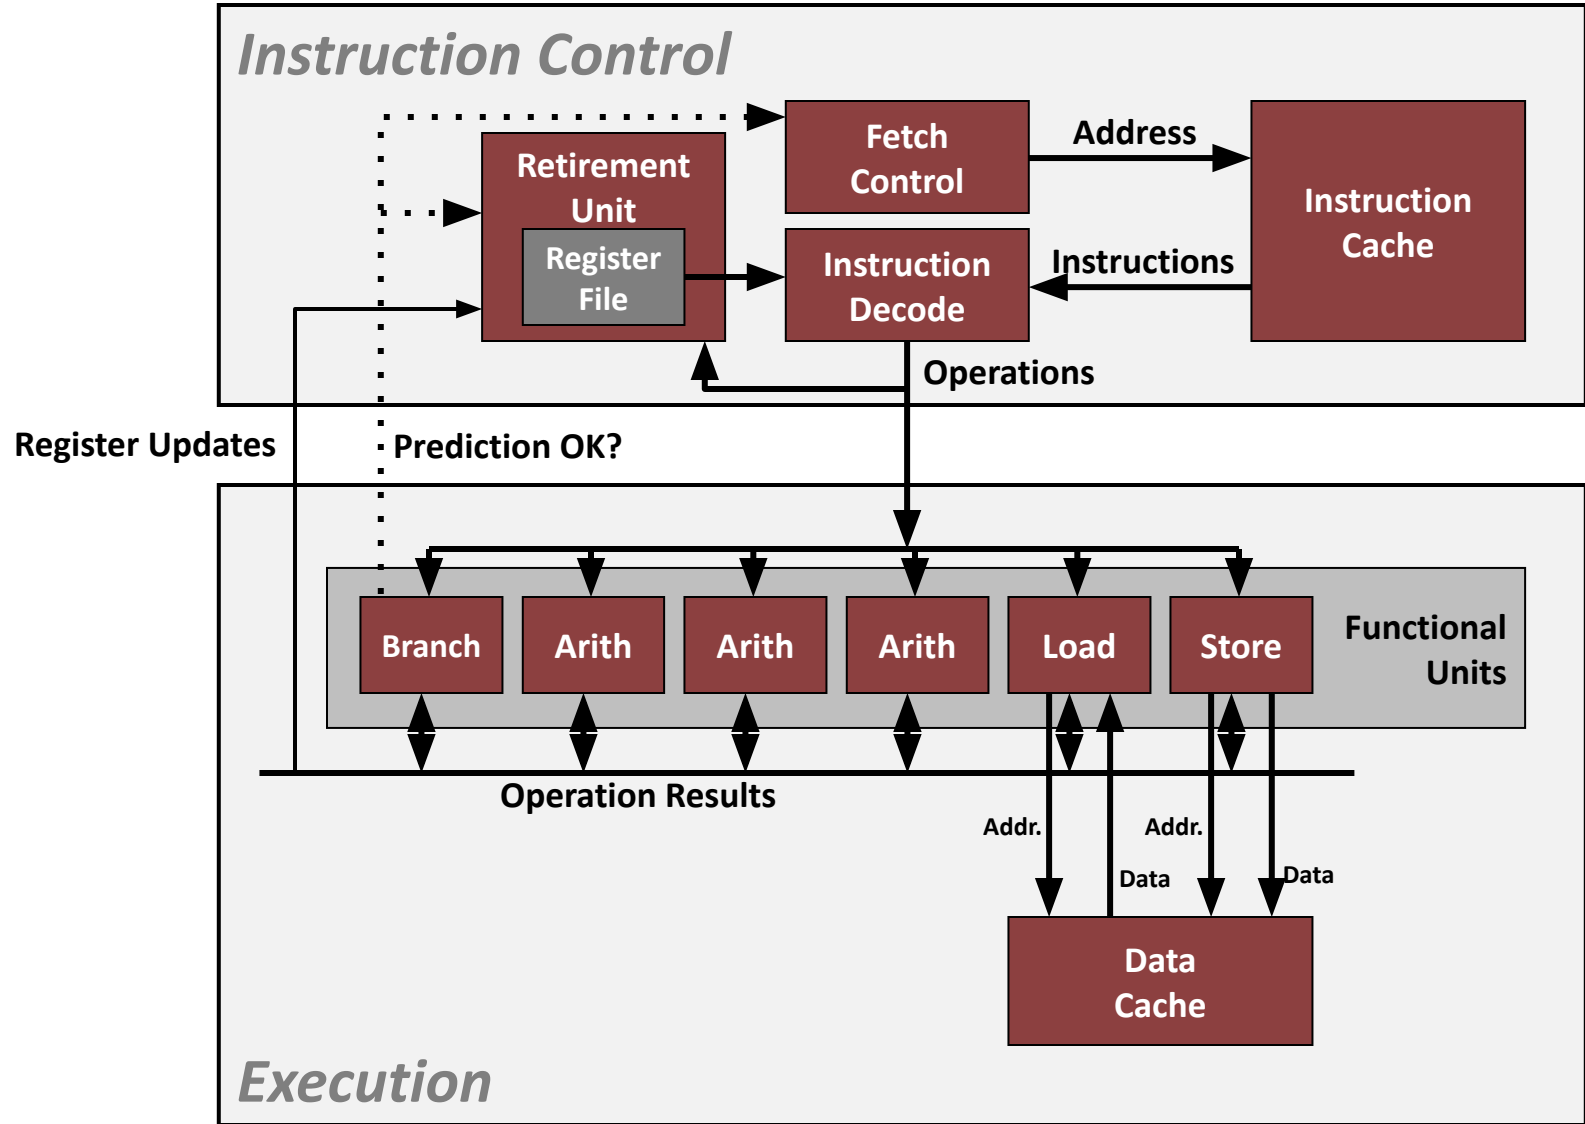 Instruction Control
Fetch
Control
Address
Instruction
Cache
Retirement
Unit
Register
File
Instruction
Decode
Instructions
Operations
Register Updates
Prediction OK?
Branch
Arith
Arith
Arith
Load
Store
Functional
Units
Operation Results
Addr.
Addr.
Data
Data
Data
Cache
Execution